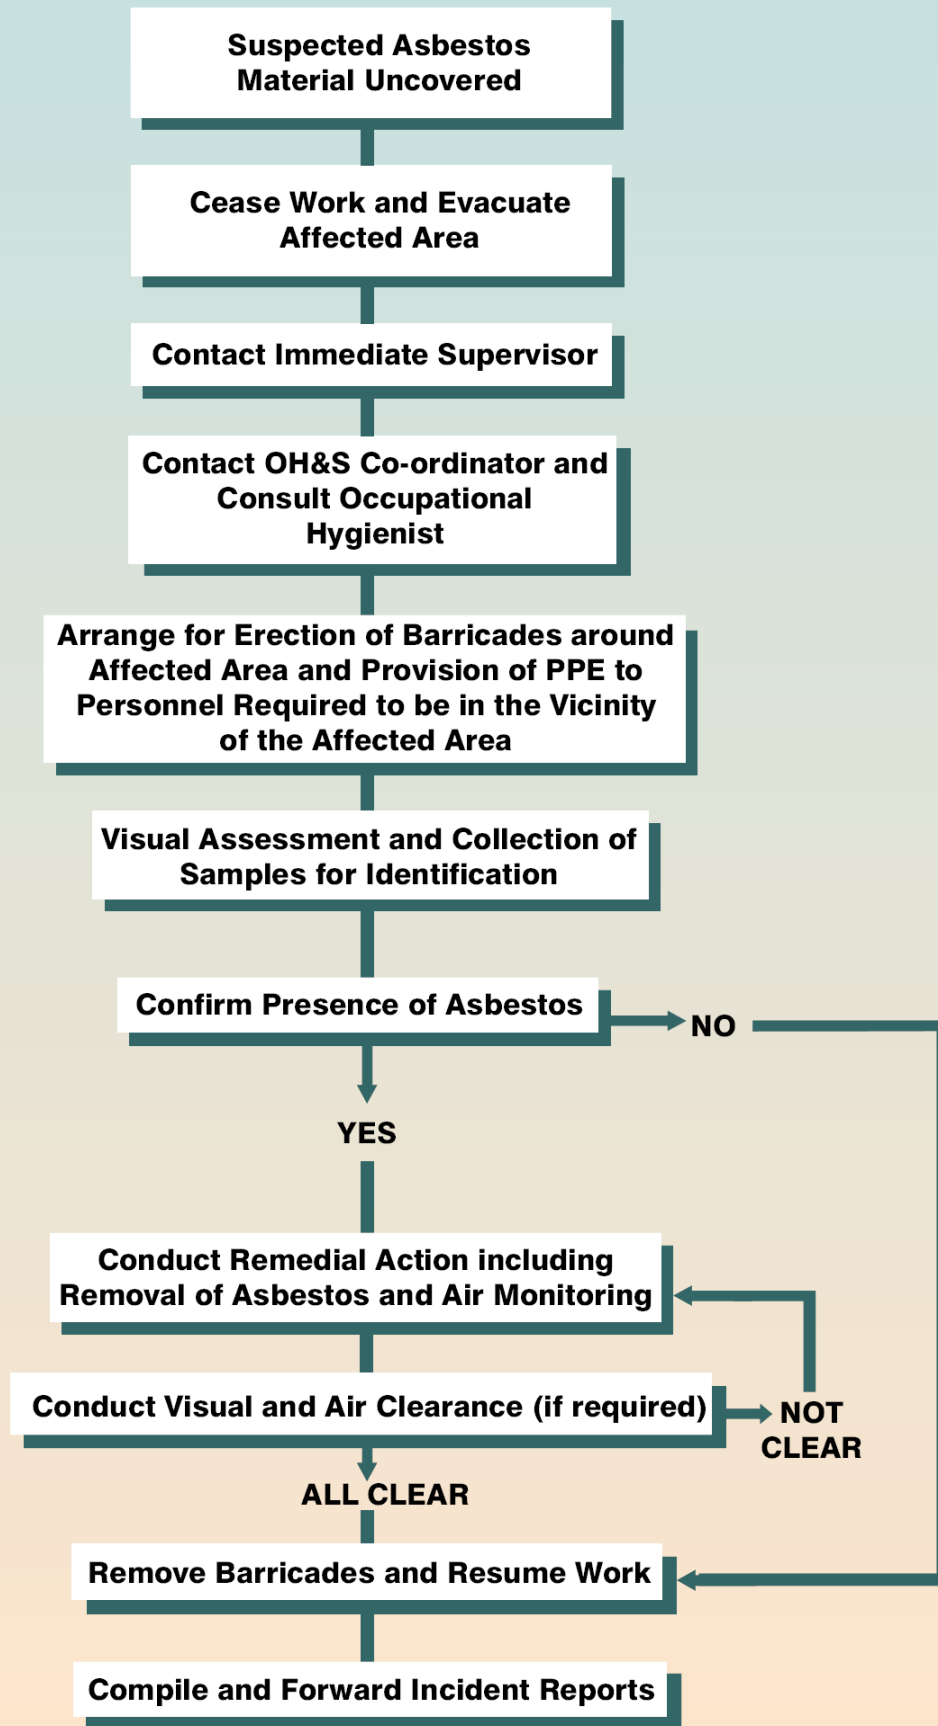 Suspected Asbestos
Material Uncovered
Cease Work and Evacuate
Affected Area
Contact Immediate Supervisor
Contact OH&S Co-ordinator and
Consult Occupational
Hygienist
Arrange for Erection of Barricades around
Affected Area and Provision of PPE to
Personnel Required to be in the Vicinity
of the Affected Area
Visual Assessment and Collection of
Samples for Identification
Confirm Presence of Asbestos
NO
YES
Conduct Remedial Action including
Removal of Asbestos and Air Monitoring
Conduct Visual and Air Clearance (if required)
NOT
CLEAR
ALL CLEAR
Remove Barricades and Resume Work
Compile and Forward Incident Reports